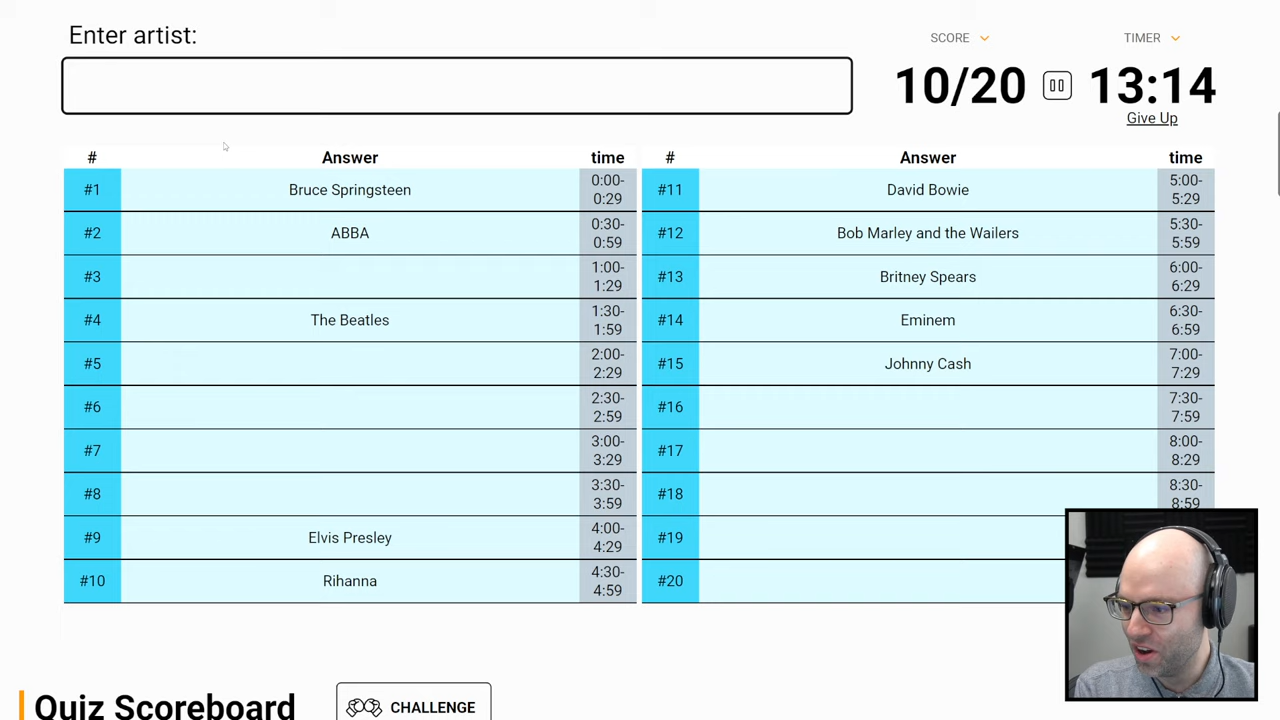 Enter artist:
SCORE
TIMER
10/20
13:14
Give Up
# Answer time
#1 Bruce Springsteen 0:00-
0:29
#2 ABBA 0:30-
0:59
#3 1:00-
1:29
#4 The Beatles 1:30-
1:59
#5 2:00-
2:29
#6 2:30-
2:59
#7 3:00-
3:29
#8 3:30-
3:59
#9 Elvis Presley 4:00-
4:29
#10 Rihanna 4:30-
4:59
# Answer time
#11 David Bowie 5:00-
5:29
#12 Bob Marley and the Wailers 5:30-
5:59
#13 Britney Spears 6:00-
6:29
#14 Eminem 6:30-
6:59
#15 Johnny Cash 7:00-
7:29
#16 7:30-
7:59
#17 8:00-
8:29
#18 8:30-
8:59
#19
#20
Quiz Scoreboard
CHALLENGE